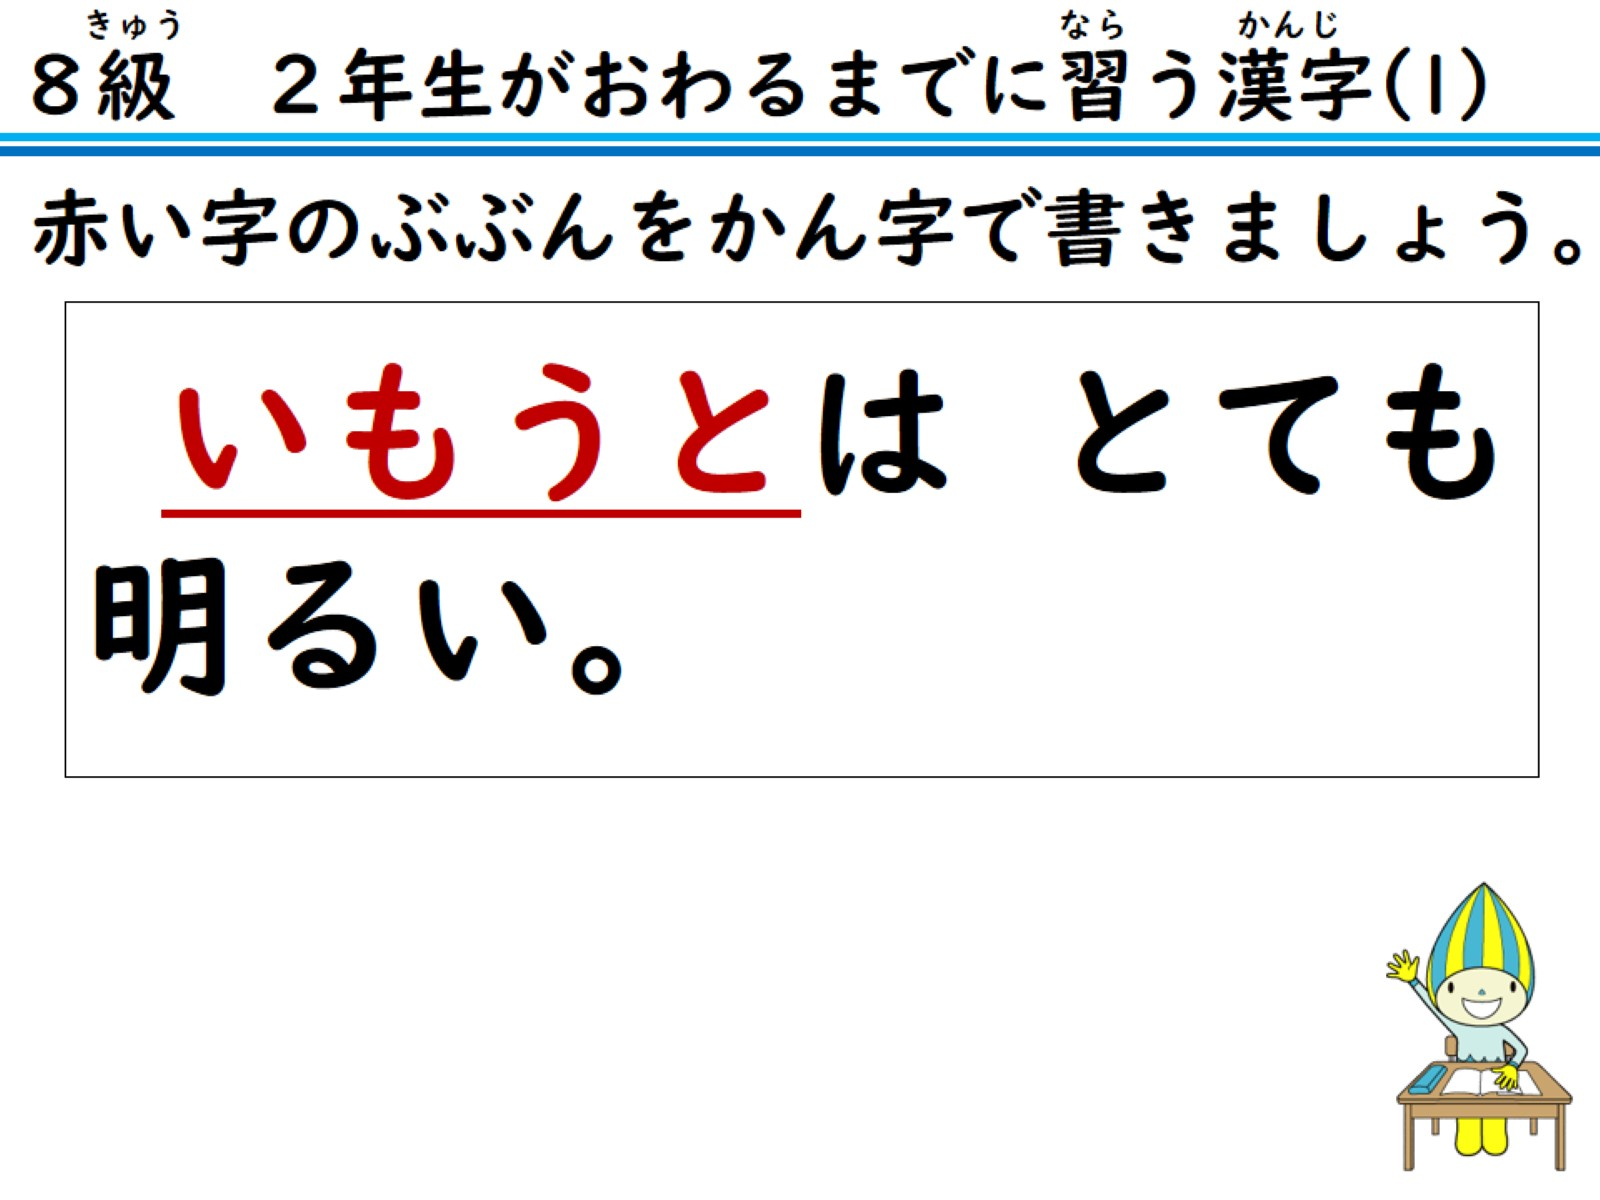 きゅう なら かんじ
８級　２年生がおわるまでに習う漢字(1)
赤い字のぶぶんをかん字で書きましょう。
いもうとは とても
明るい。